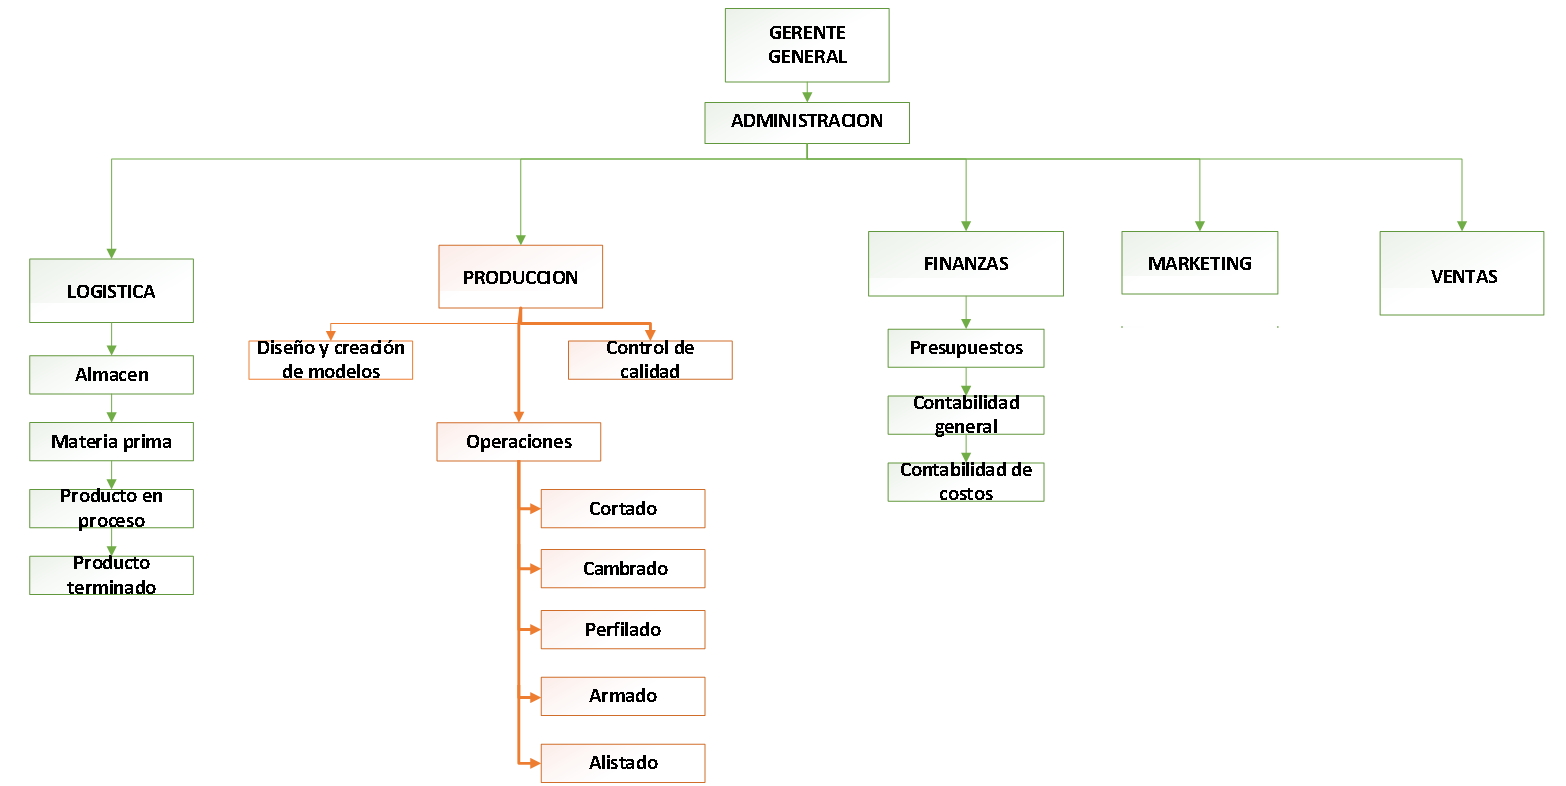 GERENTE
GENERAL
ADMINISTRACION
LOGISTICA
PRODUCCION
FINANZAS
MARKETING
VENTAS
Almacen
Materia prima
Producto en
proceso
Producto
terminado
Diseño y creación
de modelos
Control de
calidad
Operaciones
Cortado
Cambrado
Perfilado
Armado
Alistado
Presupuestos
Contabilidad
general
Contabilidad de
costos